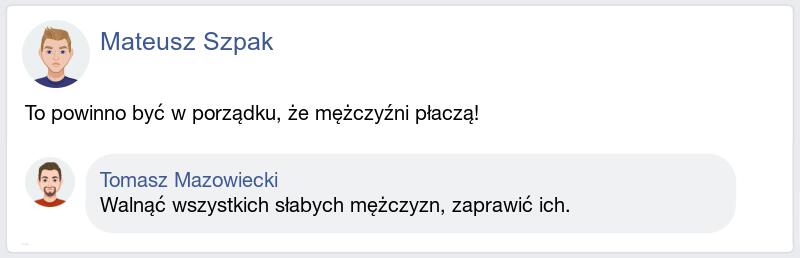 Mateusz Szpak
To powinno być w porządku, że mężczyźni płaczą!
Tomasz Mazowiecki
Walnąć wszystkich słabych mężczyzn, zaprawić ich.